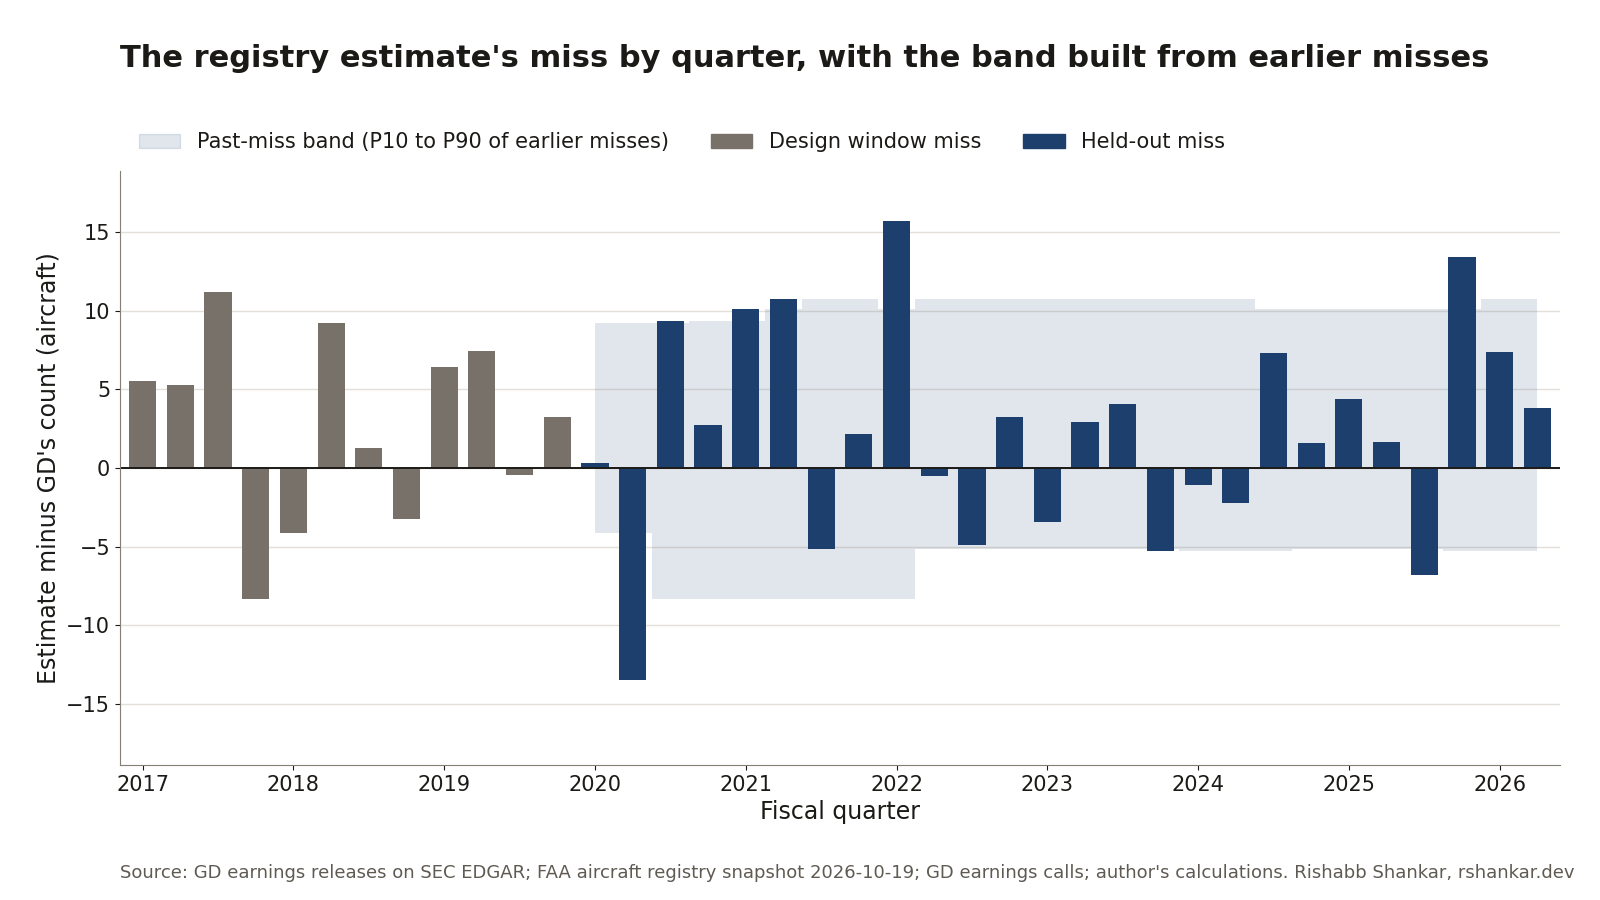 The registry estimate's miss by quarter, with the band built from earlier misses
Past-miss band (P10 to P90 of earlier misses)
Design window miss
Held-out miss
Estimate minus GD's count (aircraft)
15
10
5
0
−5
−10
−15
2017
2018
2019
2020
2021
2022
2023
2024
2025
2026
Fiscal quarter
Source: GD earnings releases on SEC EDGAR; FAA aircraft registry snapshot 2026-10-19; GD earnings calls; author's calculations. Rishabb Shankar, rshankar.dev